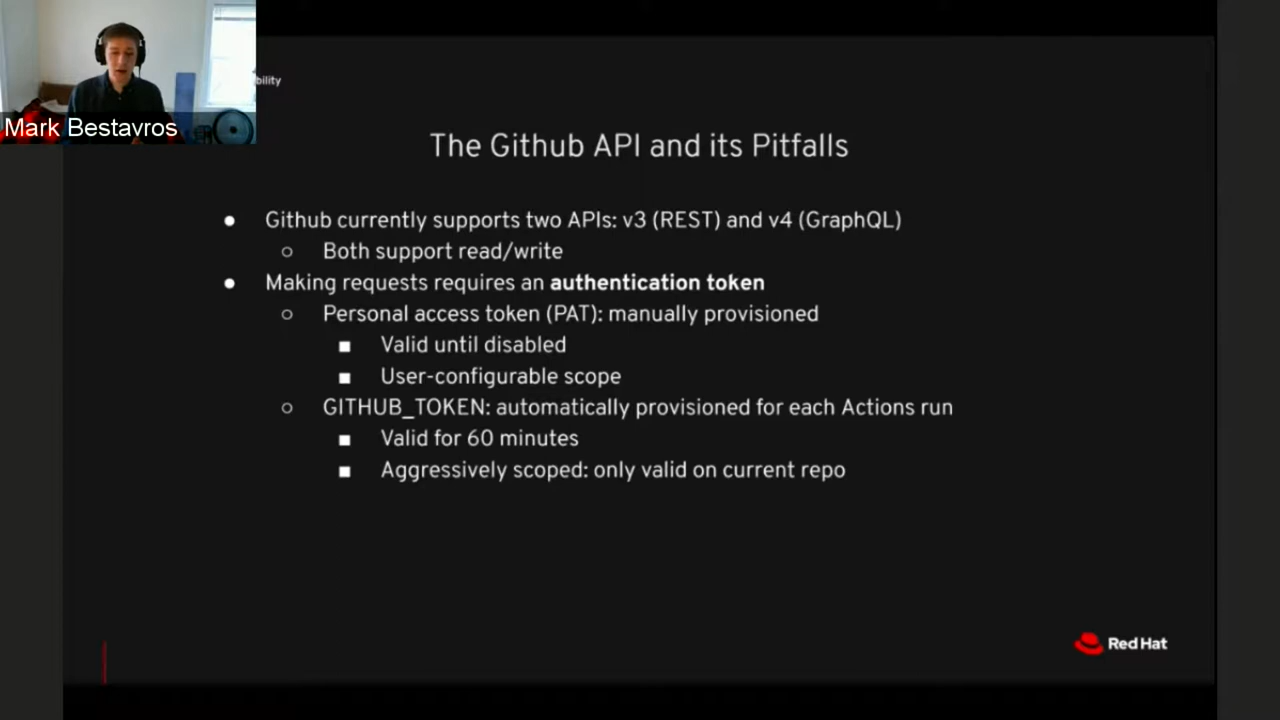 Mark Bestavros
bility
The Github API and its Pitfalls
● Github currently supports two APIs: v3 (REST) and v4 (GraphQL)
○ Both support read/write
● Making requests requires an authentication token
○ Personal access token (PAT): manually provisioned
■ Valid until disabled
■ User-configurable scope
○ GITHUB_TOKEN: automatically provisioned for each Actions run
■ Valid for 60 minutes
■ Aggressively scoped: only valid on current repo
Red Hat